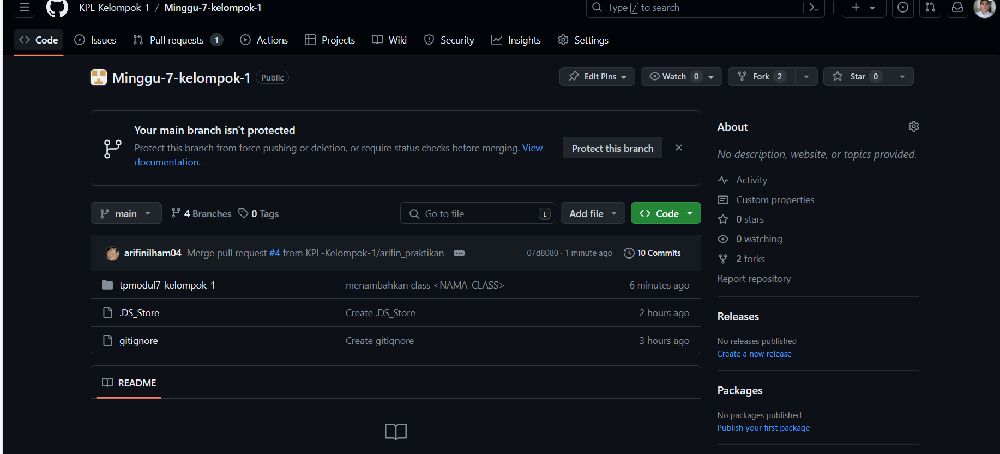 KPL-Kelompok-1 / Minggu-7-kelompok-1
Type / to search
Code
Issues
Pull requests 1
Actions
Projects
Wiki
Security
Insights
Settings
Minggu-7-kelompok-1 Public
Edit Pins
Watch 0
Fork 2
Star 0
Your main branch isn't protected
Protect this branch from force pushing or deletion, or require status checks before merging. View
documentation.
Protect this branch
main
4 Branches
0 Tags
Go to file t
Add file
Code
arifinilham04 Merge pull request #4 from KPL-Kelompok-1/arifin_praktikan
07d8080 · 1 minute ago
10 Commits
tpmodul7_kelompok_1 menambahkan class <NAMA_CLASS> 6 minutes ago
.DS_Store Create .DS_Store 2 hours ago
gitignore Create gitignore 3 hours ago
README
About
No description, website, or topics provided.
Activity
Custom properties
0 stars
0 watching
2 forks
Report repository
Releases
No releases published
Create a new release
Packages
No packages published
Publish your first package